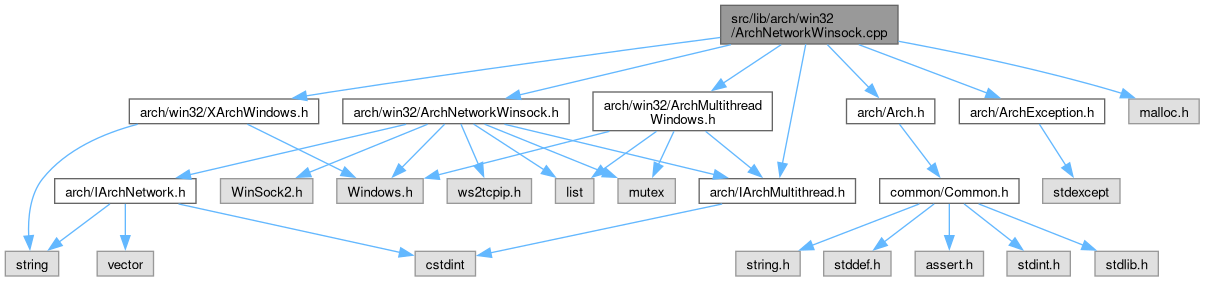 src/lib/arch/win32
/ArchNetworkWinsock.cpp
arch/win32/XArchWindows.h
arch/win32/ArchNetworkWinsock.h
arch/win32/ArchMultithread
Windows.h
arch/Arch.h
arch/ArchException.h
malloc.h
arch/IArchNetwork.h
WinSock2.h
Windows.h
ws2tcpip.h
list
mutex
arch/IArchMultithread.h
common/Common.h
stdexcept
string
vector
cstdint
string.h
stddef.h
assert.h
stdint.h
stdlib.h